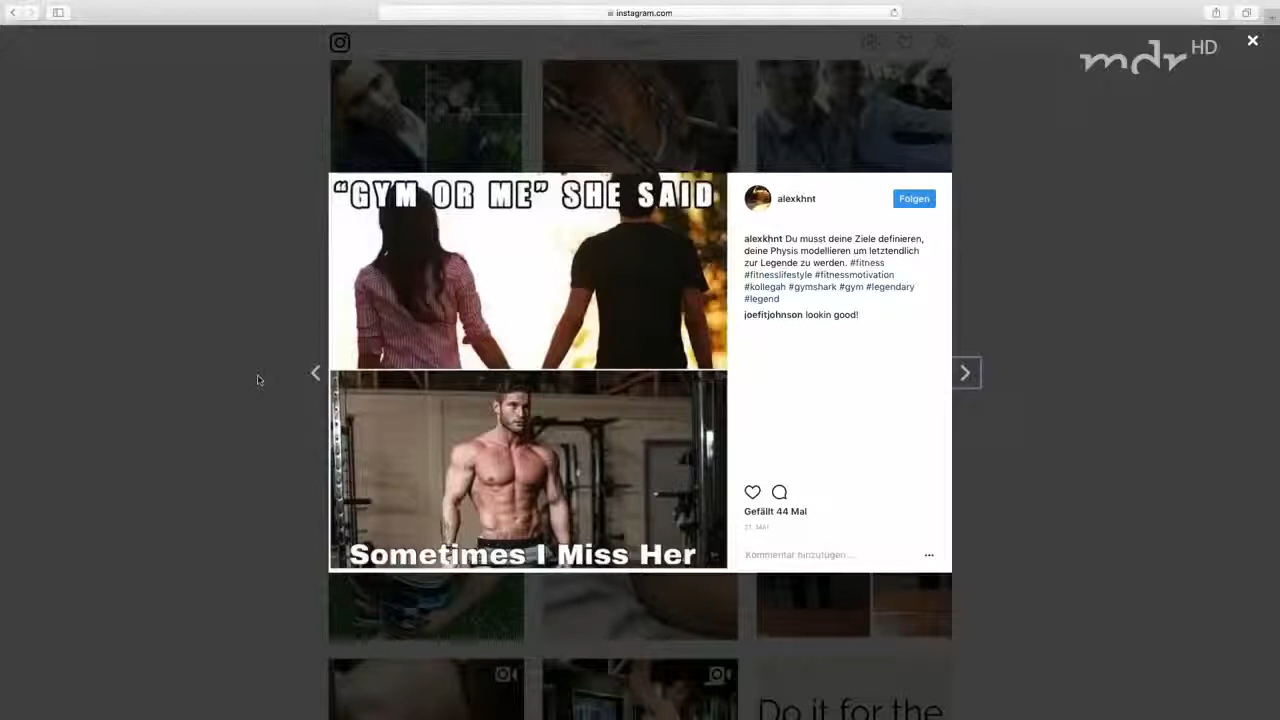 instagram.com
mdr HD
"GYM OR ME" SHE SAID
Sometimes I Miss Her
alexkhnt
Folgen
alexkhnt Du musst deine Ziele definieren,
deine Physis modellieren um letztendlich
zur Legende zu werden. #fitness
#fitnesslifestyle #fitnessmotivation
#kollegah #gymshark #gym #legendary
#legend
joefitjohnson lookin good!
Gefällt 44 Mal
Kommentar hinzufügen...
Do it for the